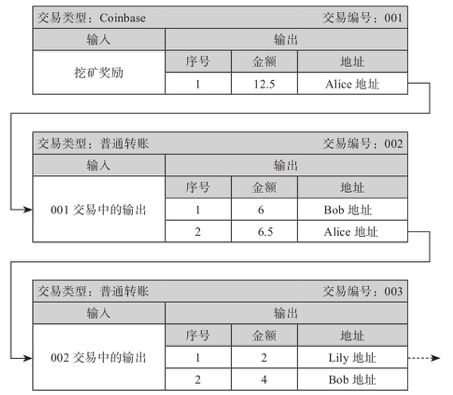 交易类型：Coinbase 交易编号：001
输入 输出
挖矿奖励 序号 金额 地址
1 12.5 Alice 地址
交易类型：普通转账 交易编号：002
输入 输出
001 交易中的输出 序号 金额 地址
1 6 Bob 地址
2 6.5 Alice 地址
交易类型：普通转账 交易编号：003
输入 输出
002 交易中的输出 序号 金额 地址
1 2 Lily 地址
2 4 Bob 地址